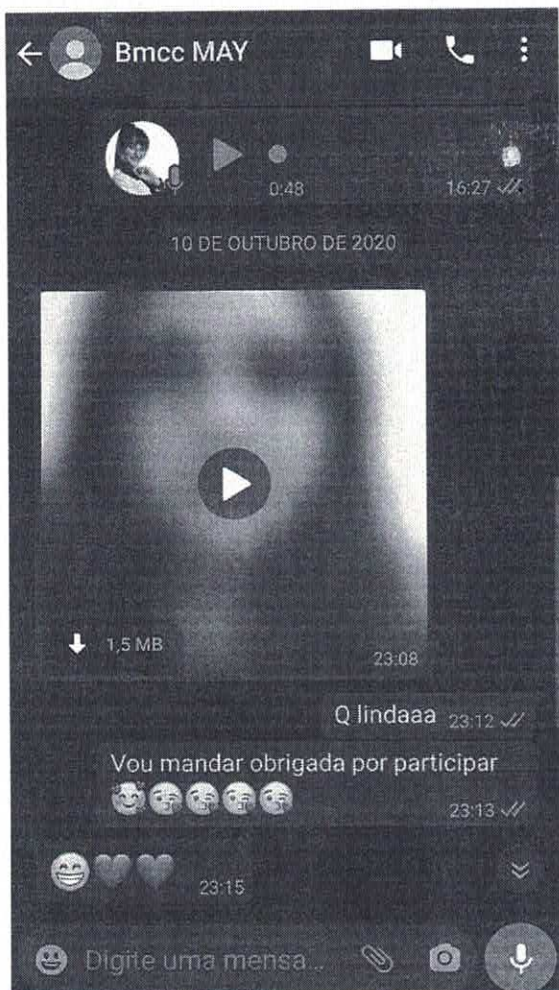 Bmcc MAY
0:48
16:27
10 DE OUTUBRO DE 2020
1,5 MB
23:08
Q lindaaa 23:12
Vou mandar obrigada por participar
🥰😘😘😘😘 23:13
😁❤️❤️ 23:15
Digite uma mensa...